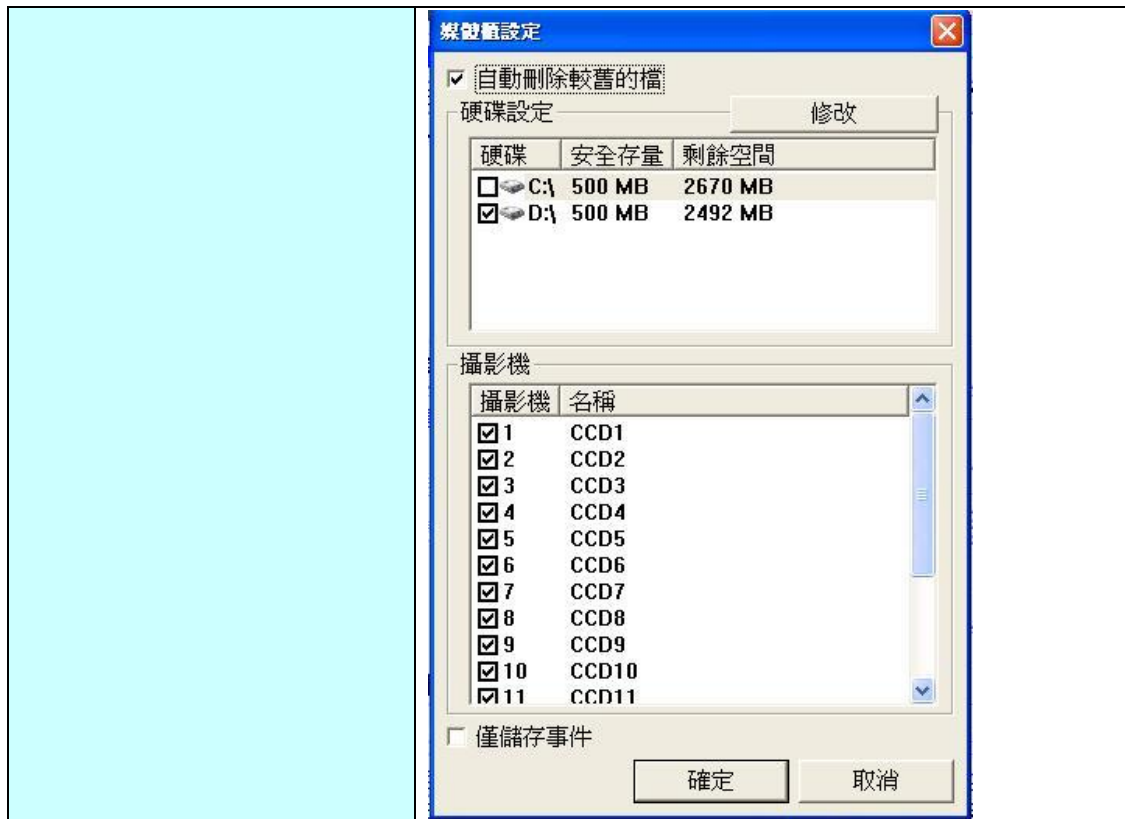 媒體櫃設定
自動刪除較舊的檔
硬碟設定
修改
硬碟 安全存量 剩餘空間
C:\ 500 MB 2670 MB
D:\ 500 MB 2492 MB
攝影機
攝影機 名稱
1 CCD1
2 CCD2
3 CCD3
4 CCD4
5 CCD5
6 CCD6
7 CCD7
8 CCD8
9 CCD9
10 CCD10
11 CCD11
僅儲存事件
確定 取消